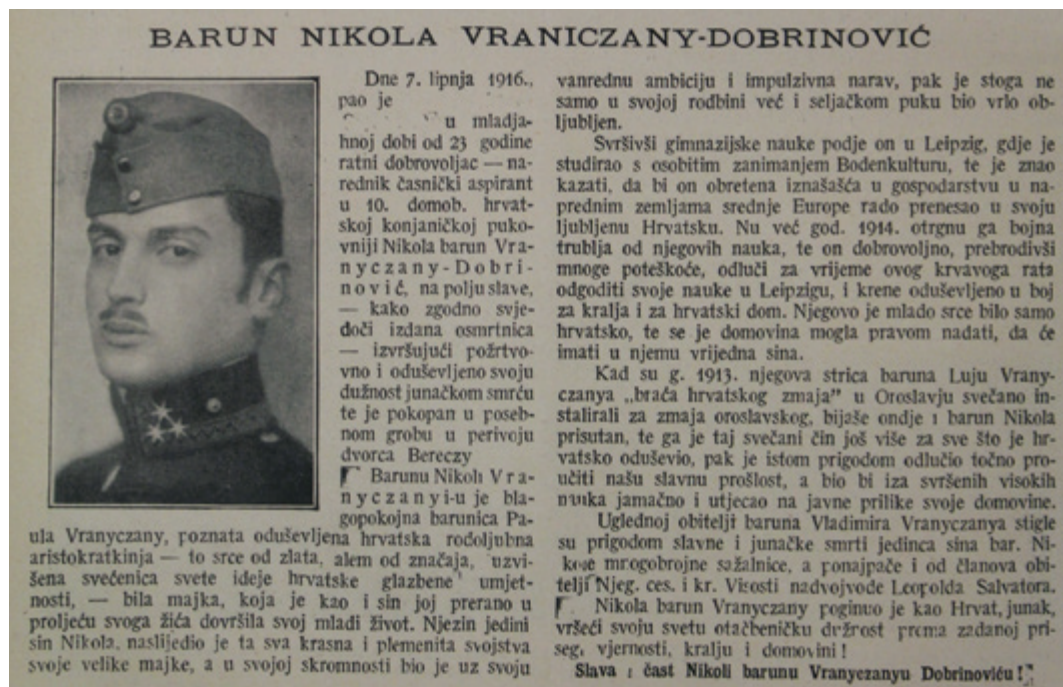 BARUN NIKOLA VRANICZANY-DOBRINOVIĆ
Dne 7. lipnja 1916.,
pao je
u mladja-
hnoj dobi od 23 godine
ratni dobrovoljac — na-
rednik časnički aspirant
u 10. domob. hrvat-
skoj konjaničkoj puko-
vniji Nikola barun Vra-
nyczany-Dobri-
nović, na polju slave,
— kako zgodno svje-
doči izdana osmrtnica
— izvršujući požrtvo-
vno i oduševljeno svoju
dužnost junačkom smrću
te je pokopan u poseb-
nom grobu u perivoju
dvorca Bereczy
Barunu Nikoli Vra-
nyczanyi-u je bla-
gopokojna barunica Pa-
ula Vranyczany, poznata oduševljena hrvatska rodoljubna
aristokratkinja — to srce od zlata, alem od značaja, uzvi-
šena svećenica svete ideje hrvatske glazbene umjet-
nosti, — bila majka, koja je kao i sin joj prerano u
proljeću svoga žića dovršila svoj mladi život. Njezin jedini
sin Nikola, naslijedio je ta sva krasna i plemenita svojstva
svoje velike majke, a u svojoj skromnosti bio je uz svoju
vanrednu ambiciju i impulzivna narav, pak je stoga ne
samo u svojoj rodbini već i seljačkom puku bio vrlo ob-
ljubljen.
Svršivši gimnazijske nauke podje on u Leipzig, gdje je
studirao s osobitim zanimanjem Bodenkulturu, te je znao
kazati, da bi on obretena iznašašća u gospodarstvu u na-
prednim zemljama srednje Europe rado prenesao u svoju
ljubljenu Hrvatsku. Nu već god. 1914. otrgnu ga bojna
trublja od njegovih nauka, te on dobrovoljno, prebrodivši
mnoge poteškoće, odluči za vrijeme ovog krvavoga rata
odgoditi svoje nauke u Leipzigu, i krene oduševljeno u boj
za kralja i za hrvatski dom. Njegovo je mlado srce bilo samo
hrvatsko, te se je domovina mogla pravom nadati, da će
imati u njemu vrijedna sina.
Kad su g. 1913. njegova strica baruna Luju Vrany-
czanya „braća hrvatskog zmaja” u Oroslavju svečano in-
stalirali za zmaja oroslavskog, bijaše ondje i barun Nikola
prisutan, te ga je taj svečani čin još više za sve što je hr-
vatsko oduševio, pak je istom prigodom odlučio točno pro-
učiti našu slavnu prošlost, a bio bi iza svršenih visokih
nauka jamačno i utjecao na javne prilike svoje domovine.
Uglednoj obitelji baruna Vladimira Vranyczanya stigle
su prigodom slavne i junačke smrti jedinca sina bar. Ni-
kole mnogobrojne sažalnice, a ponajpače i od članova obi-
telji Njeg. ces. i kr. Visosti nadvojvode Leopolda Salvatora.
Nikola barun Vranyczany poginuo je kao Hrvat, junak,
vršeći svoju svetu otačbeničku držnost prema zadanoj pri-
segi, vjernosti, kralju i domovini!
Slava i čast Nikoli barunu Vranyczanyu Dobrinoviću!